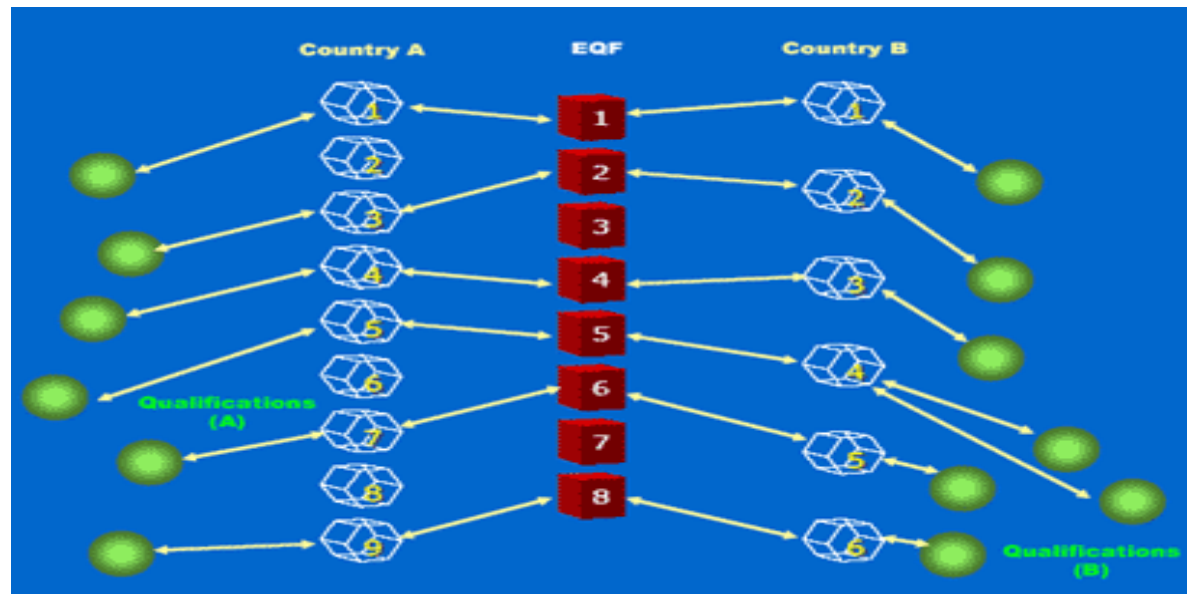 Country A EQF Country B
1 1 1
2 2 2
3 3
4 4 3
5 5 4
6 6
Qualifications
(A)
7 7 5
8 8
9 6
Qualifications
(B)